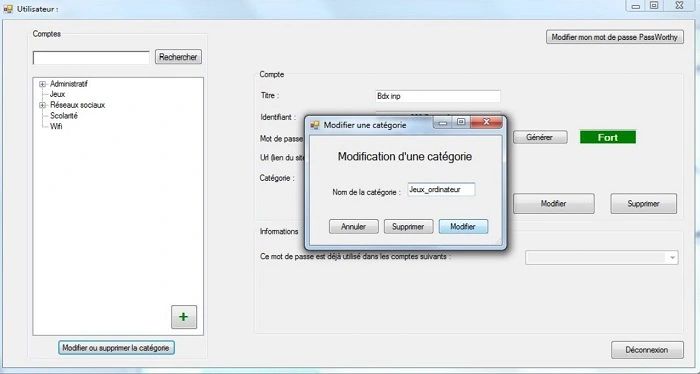 Utilisateur :
Comptes
Rechercher
Administratif
Jeux
Réseaux sociaux
Scolarité
Wifi
+
Modifier ou supprimer la catégorie
Modifier mon mot de passe PassWorthy
Compte
Titre :
Bdx inp
Identifiant :
Mot de passe
Générer
Fort
Url (lien du site
Catégorie :
Modifier
Supprimer
Modifier une catégorie
Modification d'une catégorie
Nom de la catégorie :
Jeux_ordinateur
Annuler
Supprimer
Modifier
Informations
Ce mot de passe est déjà utilisé dans les comptes suivants :
Déconnexion